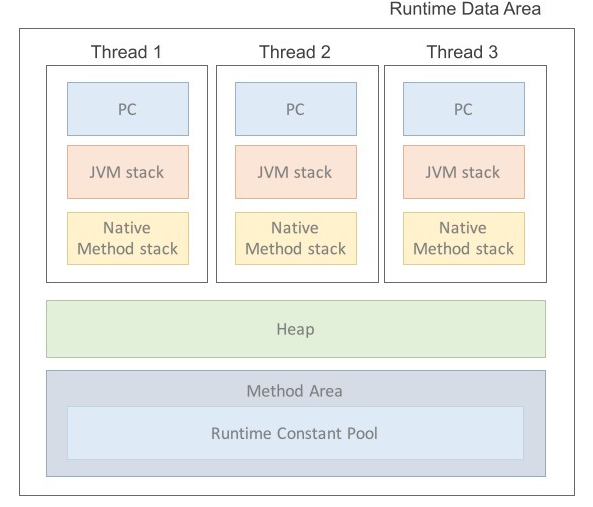 Runtime Data Area
Thread 1
Thread 2
Thread 3
PC
PC
PC
JVM stack
JVM stack
JVM stack
Native
Method stack
Native
Method stack
Native
Method stack
Heap
Method Area
Runtime Constant Pool